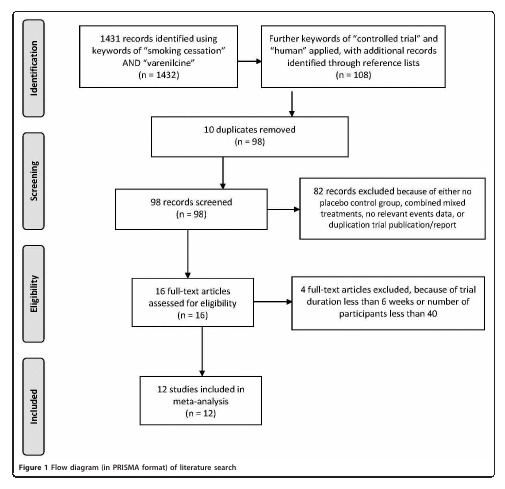 Identification
1431 records identified using
keywords of "smoking cessation"
AND "varenilcine"
(n = 1432)
Further keywords of "controlled trial" and
"human" applied, with additional records
identified through reference lists
(n = 108)
10 duplicates removed
(n = 98)
Screening
98 records screened
(n = 98)
82 records excluded because of either no
placebo control group, combined mixed
treatments, no relevant events data, or
duplication trial publication/report
Eligibility
16 full-text articles
assessed for eligibility
(n = 16)
4 full-text articles excluded, because of trial
duration less than 6 weeks or number of
participants less than 40
Included
12 studies included in
meta-analysis
(n = 12)
Figure 1 Flow diagram (in PRISMA format) of literature search